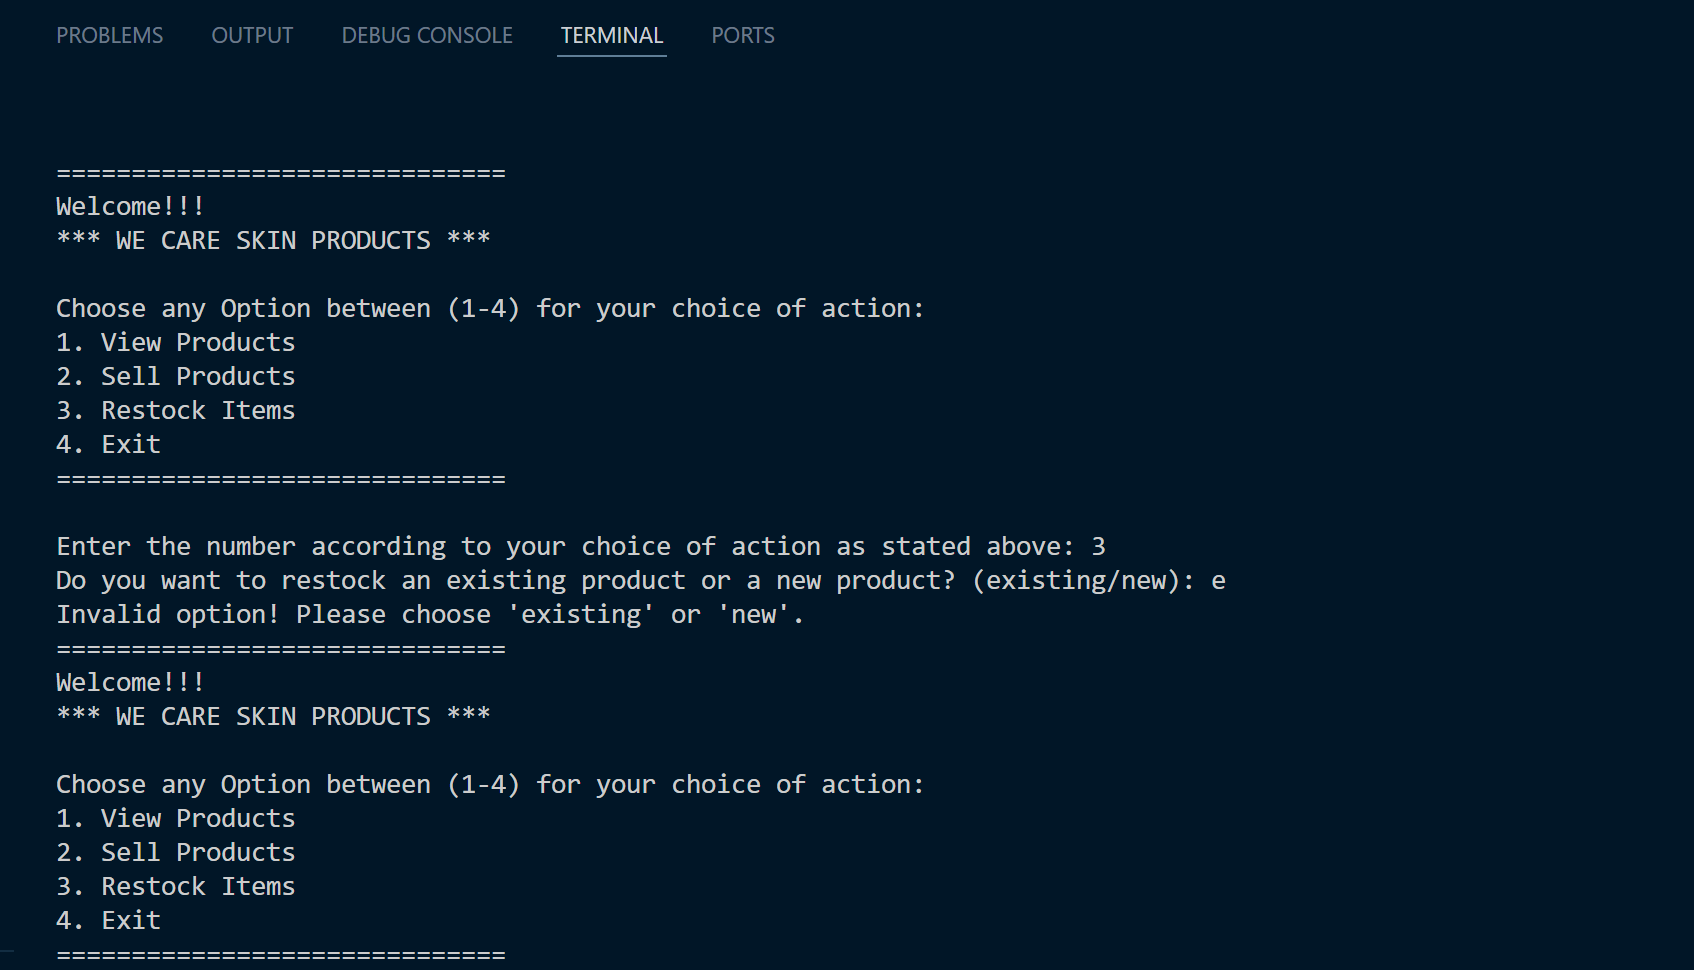 PROBLEMS OUTPUT DEBUG CONSOLE TERMINAL PORTS
==============================
Welcome!!!
*** WE CARE SKIN PRODUCTS ***
Choose any Option between (1-4) for your choice of action:
1. View Products
2. Sell Products
3. Restock Items
4. Exit
==============================
Enter the number according to your choice of action as stated above: 3
Do you want to restock an existing product or a new product? (existing/new): e
Invalid option! Please choose 'existing' or 'new'.
==============================
Welcome!!!
*** WE CARE SKIN PRODUCTS ***
Choose any Option between (1-4) for your choice of action:
1. View Products
2. Sell Products
3. Restock Items
4. Exit
==============================